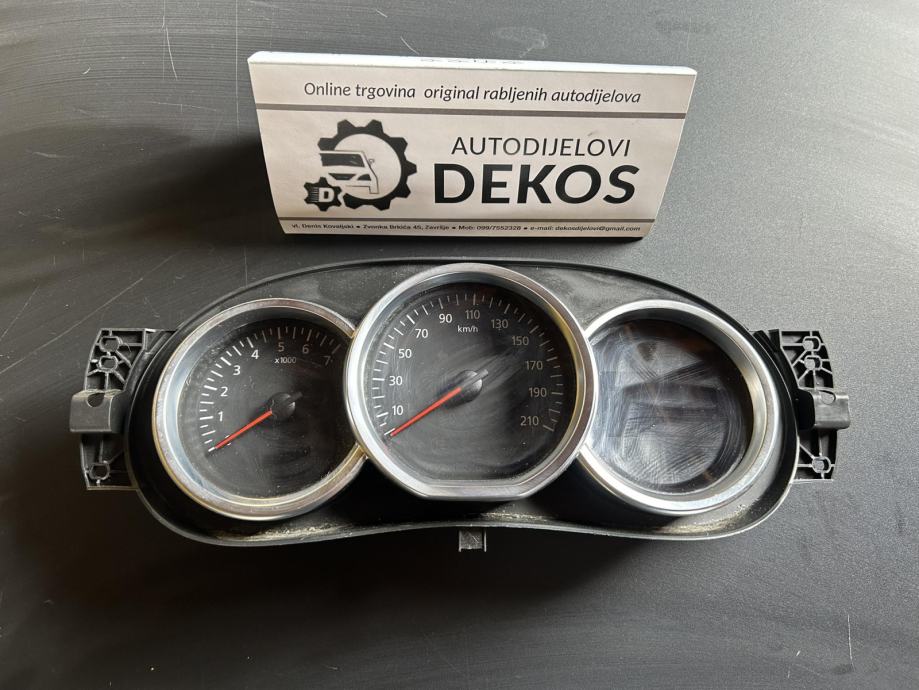 Online trgovina original rabljenih autodijelova
AUTODIJELOVI
DEKOS
D
vl. Denis Kovaljski ● Zvonka Brkića 45, Završje ● Mob: 099/7552328 ● e-mail: dekosdijelovi@gmail.com
1
2
3
4
5
6
7
x1000
10
30
50
70
90
110
130
150
170
190
210
km/h